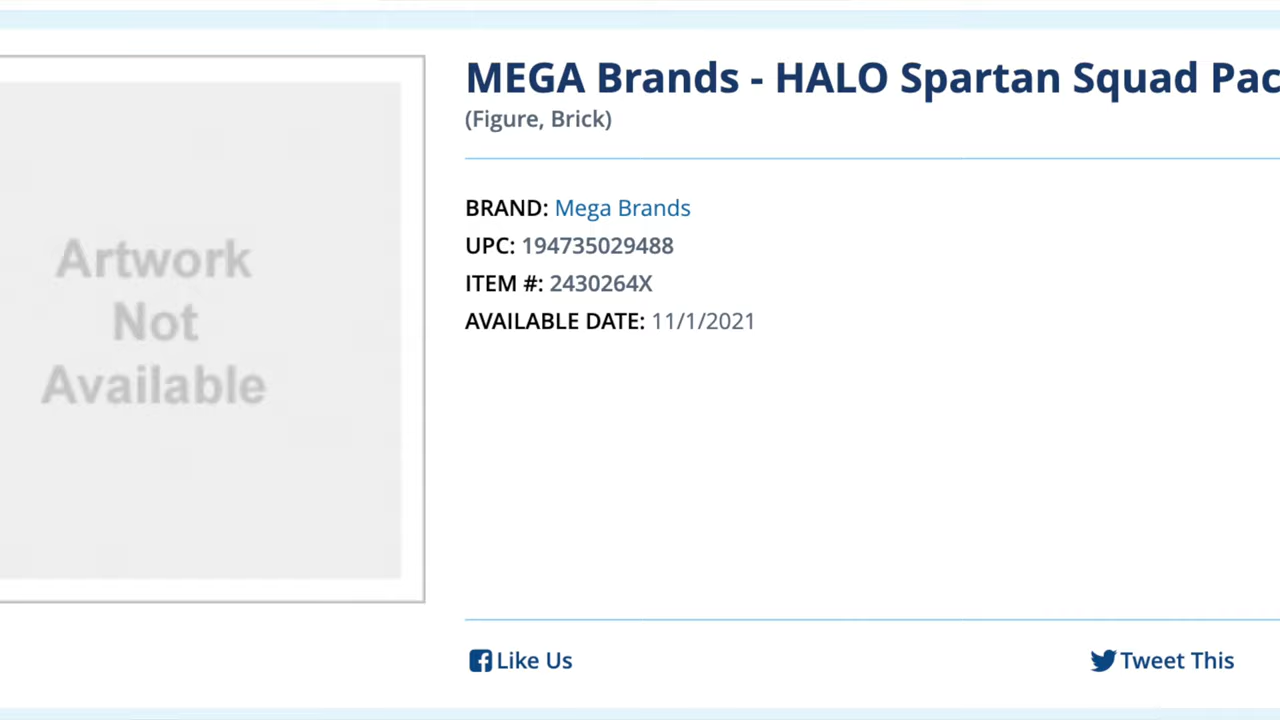 MEGA Brands - HALO Spartan Squad Pac
(Figure, Brick)
Artwork
Not
Available
BRAND: Mega Brands
UPC: 194735029488
ITEM #: 2430264X
AVAILABLE DATE: 11/1/2021
Like Us
Tweet This